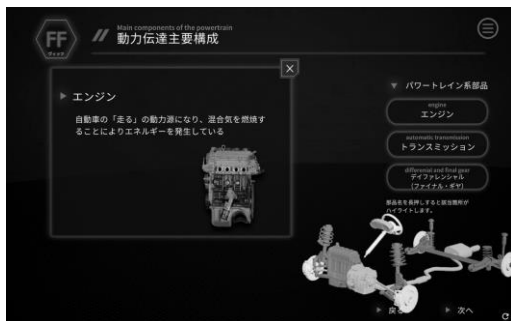 FF
Main components of the powertrain
動力伝達主要構成
エンジン
自動車の「走る」の動力源になり、混合気を燃焼す
ることによりエネルギーを発生している
パワートレイン系部品
engine
エンジン
automatic transmission
トランスミッション
differential and final gear
デイファレンシャル
(ファイナル・ギヤ)
部品名を長押しすると該当箇所が
ハイライトします。
戻る
次へ